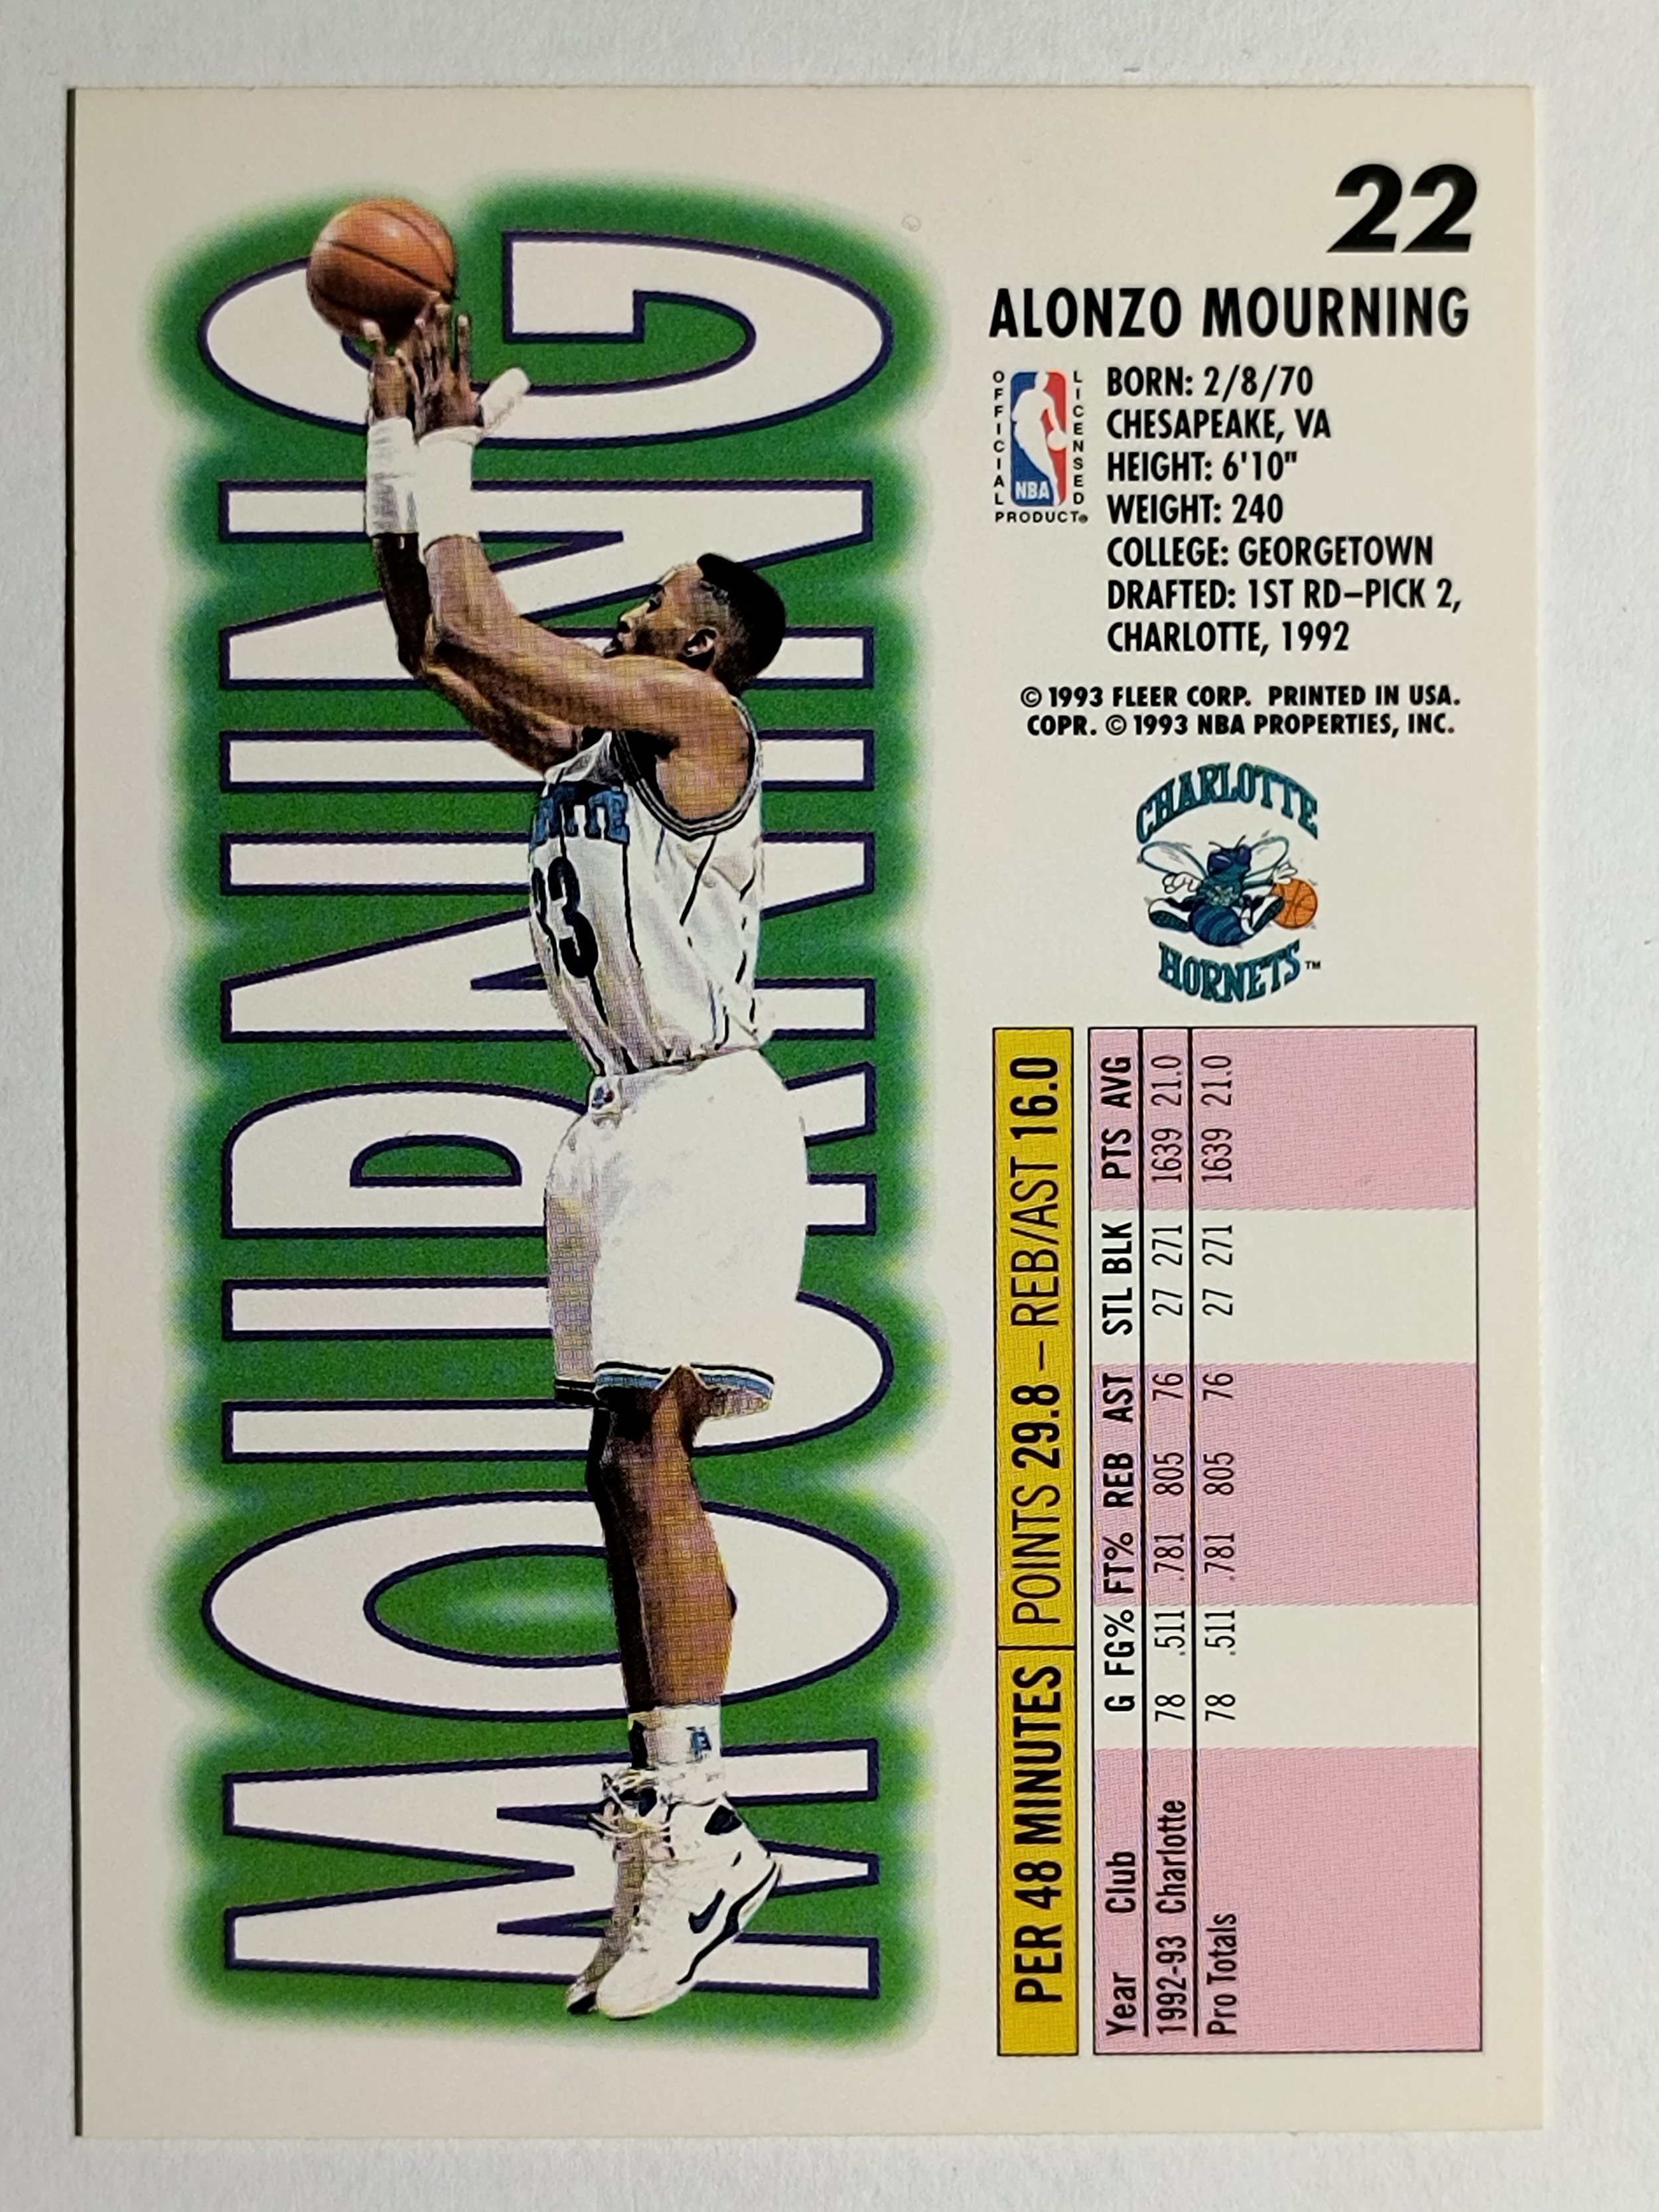 22
ALONZO MOURNING
OFFICIAL LICENSED
NBA
PRODUCT®
BORN: 2/8/70
CHESAPEAKE, VA
HEIGHT: 6'10"
WEIGHT: 240
COLLEGE: GEORGETOWN
DRAFTED: 1ST RD–PICK 2,
CHARLOTTE, 1992
© 1993 FLEER CORP. PRINTED IN USA.
COPR. © 1993 NBA PROPERTIES, INC.
CHARLOTTE
HORNETS™
MOURNING
33
PER 48 MINUTES POINTS 29.8 – REB/AST 16.0
Year Club G FG% FT% REB AST STL BLK PTS AVG
1992-93 Charlotte 78 .511 .781 805 76 27 271 1639 21.0
Pro Totals 78 .511 .781 805 76 27 271 1639 21.0